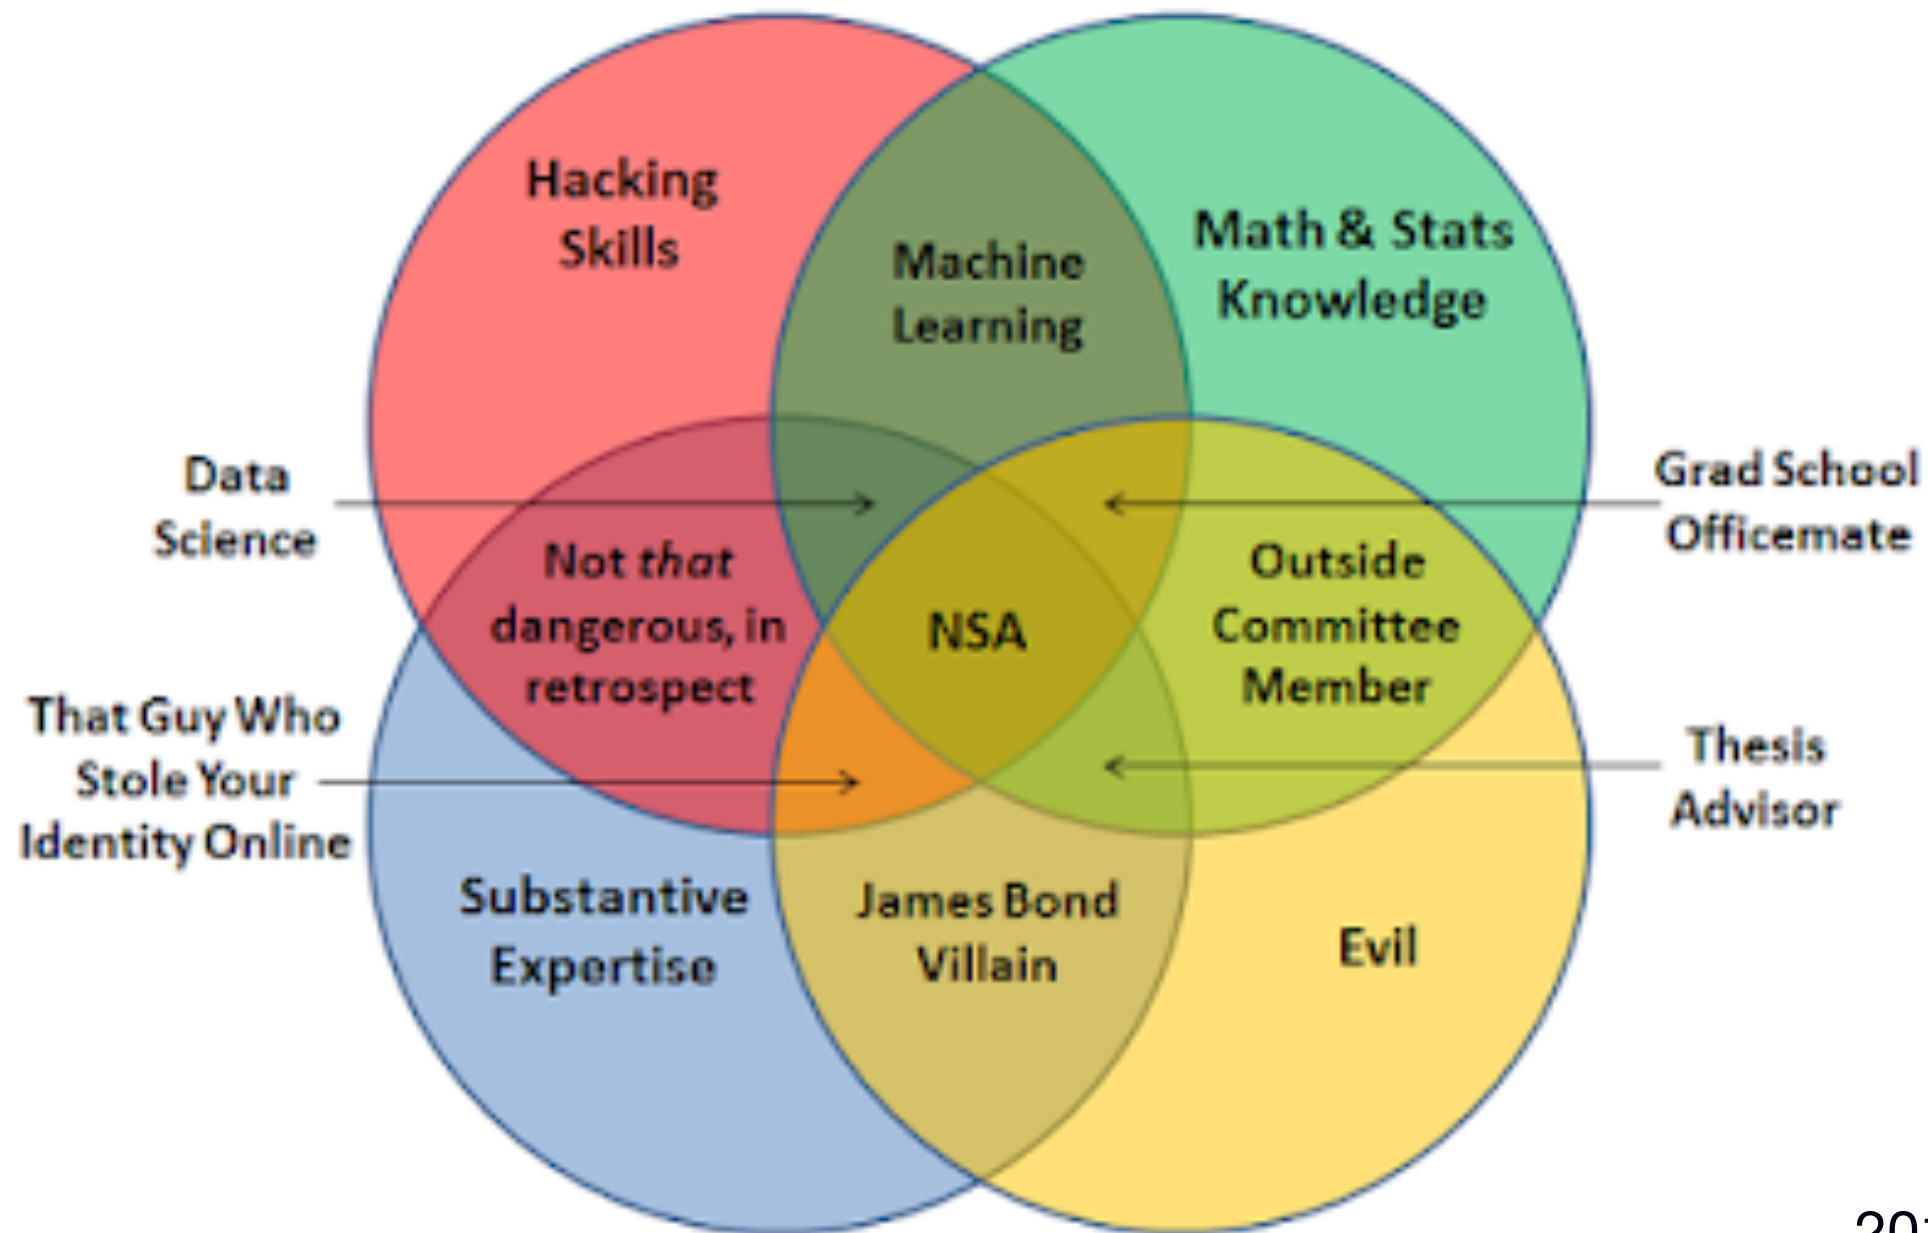 Hacking
Skills
Math & Stats
Knowledge
Machine
Learning
Data
Science
Grad School
Officemate
Not that
dangerous, in
retrospect
NSA
Outside
Committee
Member
That Guy Who
Stole Your
Identity Online
Thesis
Advisor
Substantive
Expertise
James Bond
Villain
Evil